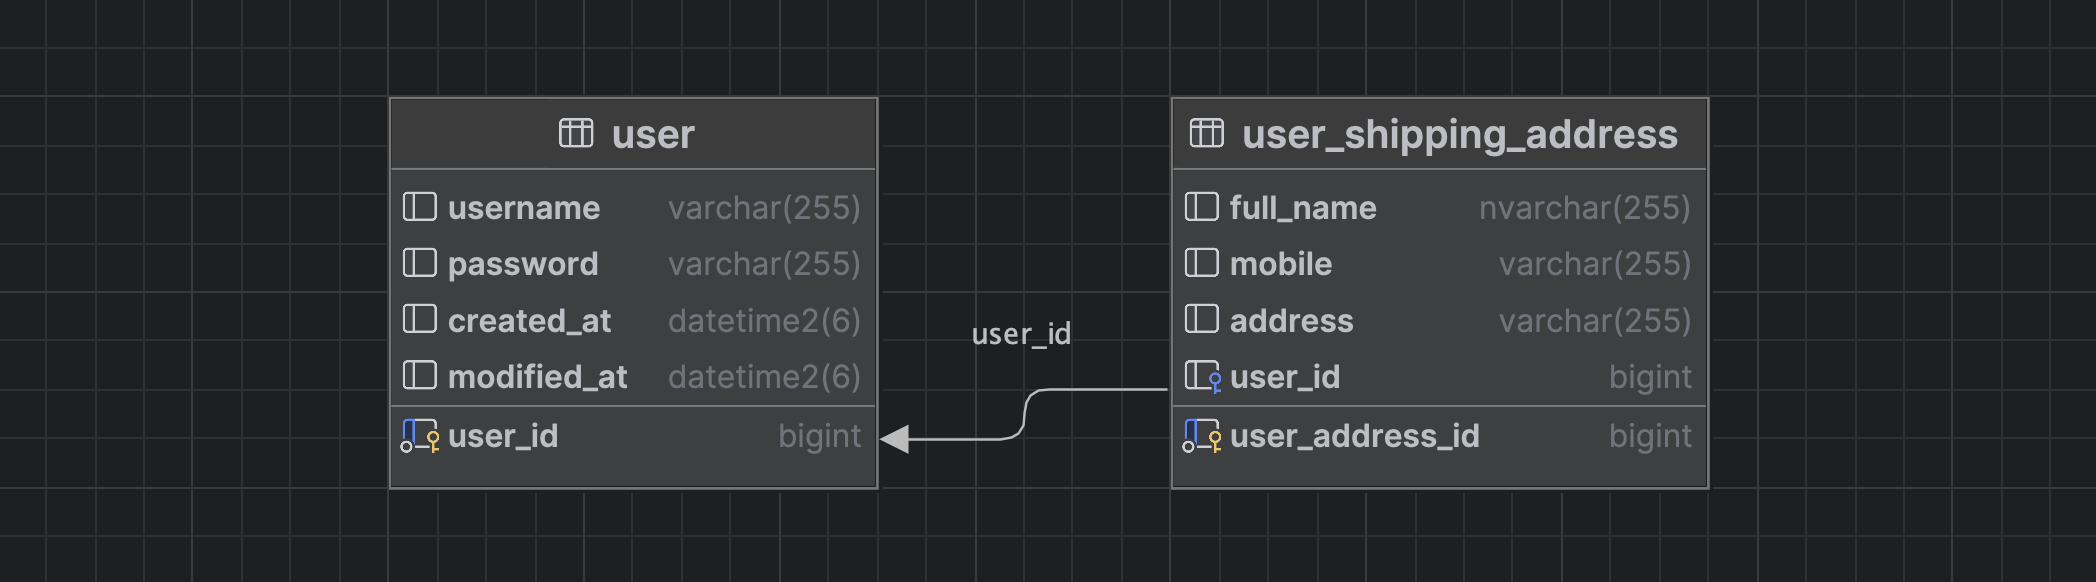 user
username varchar(255)
password varchar(255)
created_at datetime2(6)
modified_at datetime2(6)
user_id bigint
user_id
user_shipping_address
full_name nvarchar(255)
mobile varchar(255)
address varchar(255)
user_id bigint
user_address_id bigint